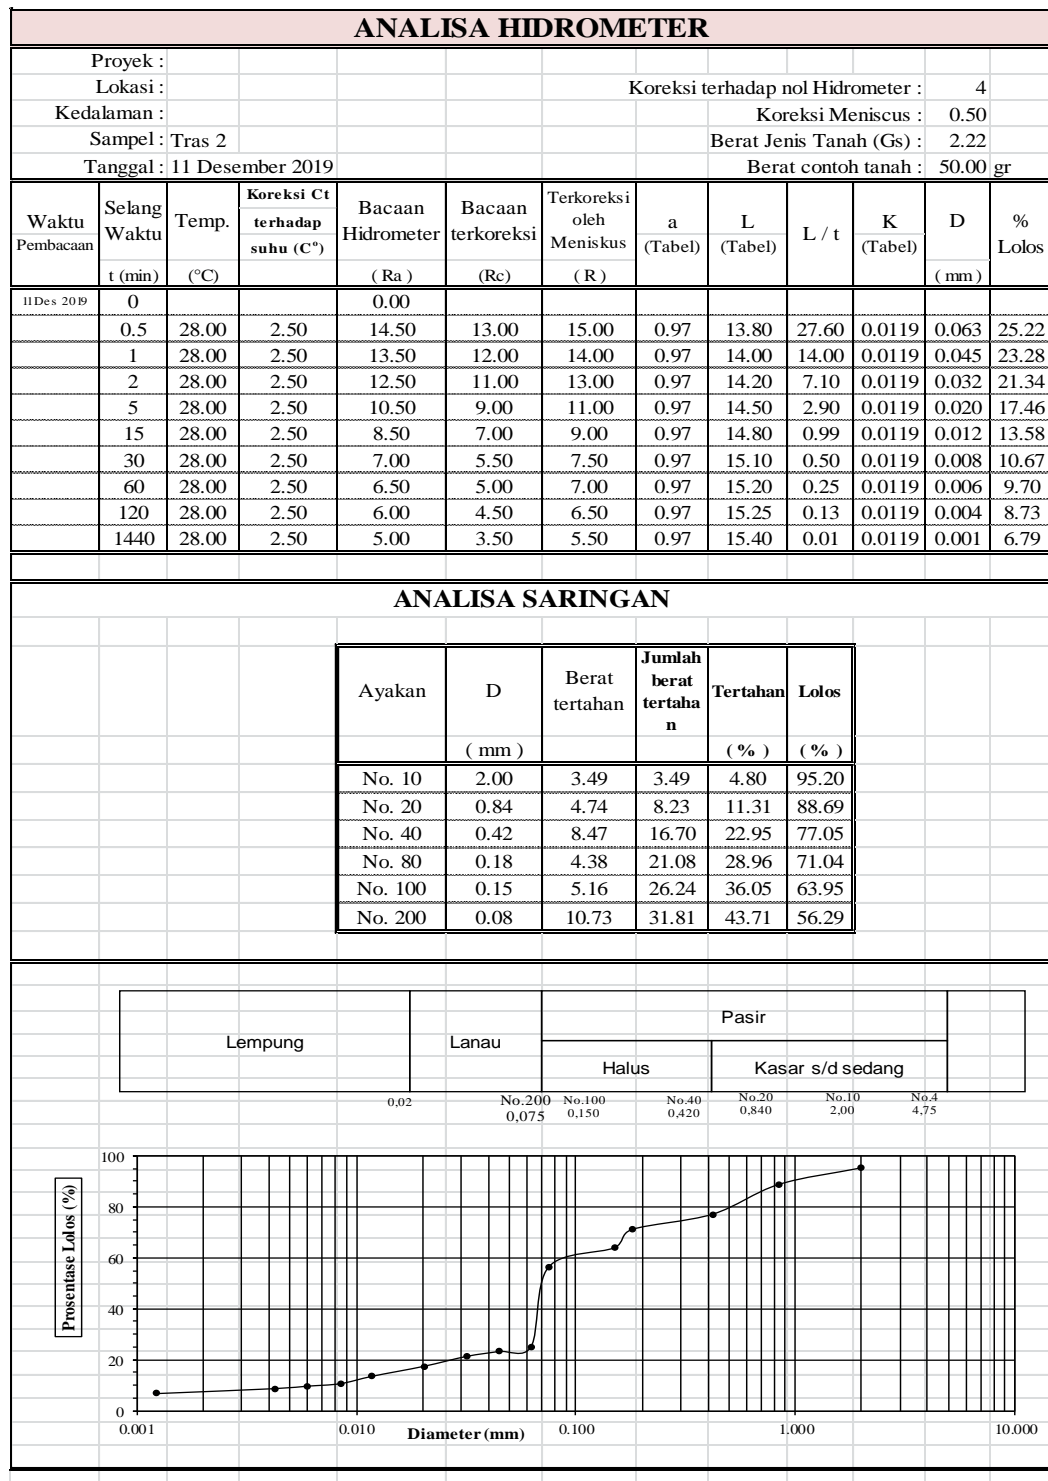 ANALISA HIDROMETER
Proyek :
Lokasi : Koreksi terhadap nol Hidrometer : 4
Kedalaman : Koreksi Meniscus : 0.50
Sampel : Tras 2 Berat Jenis Tanah (Gs) : 2.22
Tanggal : 11 Desember 2019 Berat contoh tanah : 50.00 gr
Waktu Pembacaan
Selang Waktu t (min)
Temp. (°C)
Koreksi Ct terhadap suhu (C°)
Bacaan Hidrometer ( Ra )
Bacaan terkoreksi (Rc)
Terkoreksi oleh Meniskus ( R )
a (Tabel)
L (Tabel)
L / t
K (Tabel)
D ( mm )
% Lolos
11 Des 2019 0 0.00
0.5 28.00 2.50 14.50 13.00 15.00 0.97 13.80 27.60 0.0119 0.063 25.22
1 28.00 2.50 13.50 12.00 14.00 0.97 14.00 14.00 0.0119 0.045 23.28
2 28.00 2.50 12.50 11.00 13.00 0.97 14.20 7.10 0.0119 0.032 21.34
5 28.00 2.50 10.50 9.00 11.00 0.97 14.50 2.90 0.0119 0.020 17.46
15 28.00 2.50 8.50 7.00 9.00 0.97 14.80 0.99 0.0119 0.012 13.58
30 28.00 2.50 7.00 5.50 7.50 0.97 15.10 0.50 0.0119 0.008 10.67
60 28.00 2.50 6.50 5.00 7.00 0.97 15.20 0.25 0.0119 0.006 9.70
120 28.00 2.50 6.00 4.50 6.50 0.97 15.25 0.13 0.0119 0.004 8.73
1440 28.00 2.50 5.00 3.50 5.50 0.97 15.40 0.01 0.0119 0.001 6.79
ANALISA SARINGAN
Ayakan
D ( mm )
Berat tertahan
Jumlah berat tertaha n
Tertahan ( % )
Lolos ( % )
No. 10 2.00 3.49 3.49 4.80 95.20
No. 20 0.84 4.74 8.23 11.31 88.69
No. 40 0.42 8.47 16.70 22.95 77.05
No. 80 0.18 4.38 21.08 28.96 71.04
No. 100 0.15 5.16 26.24 36.05 63.95
No. 200 0.08 10.73 31.81 43.71 56.29
Pasir
Lempung Lanau
Halus Kasar s/d sedang
No.200 No.100 No.40 No.20 No.10 No.4
0,02 0,075 0,150 0,420 0,840 2,00 4,75
Prosentase Lolos (%)
100
80
60
40
20
0
0.001 0.010 0.100 1.000 10.000
Diameter (mm)